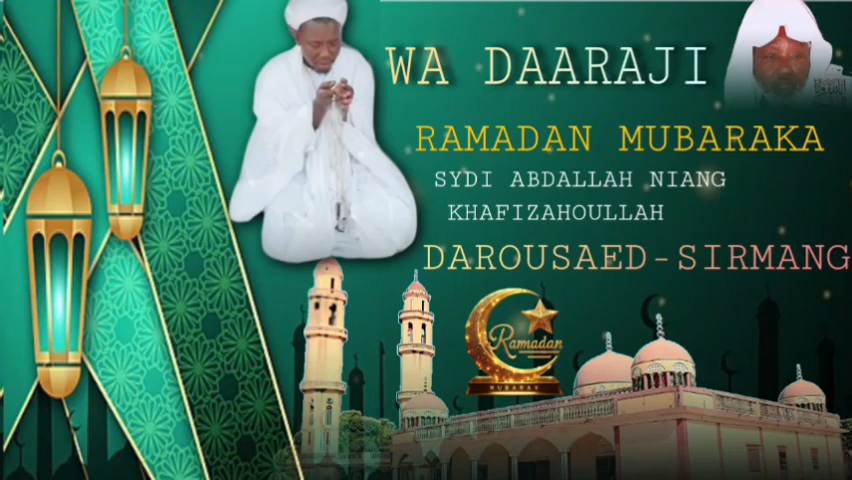 WA DAARAJI
RAMADAN MUBARAKA
SYDI ABDALLAH NIANG
KHAFIZAHOULLAH
DAROUSAED-SIRMANG
Ramadan
MUBARAK